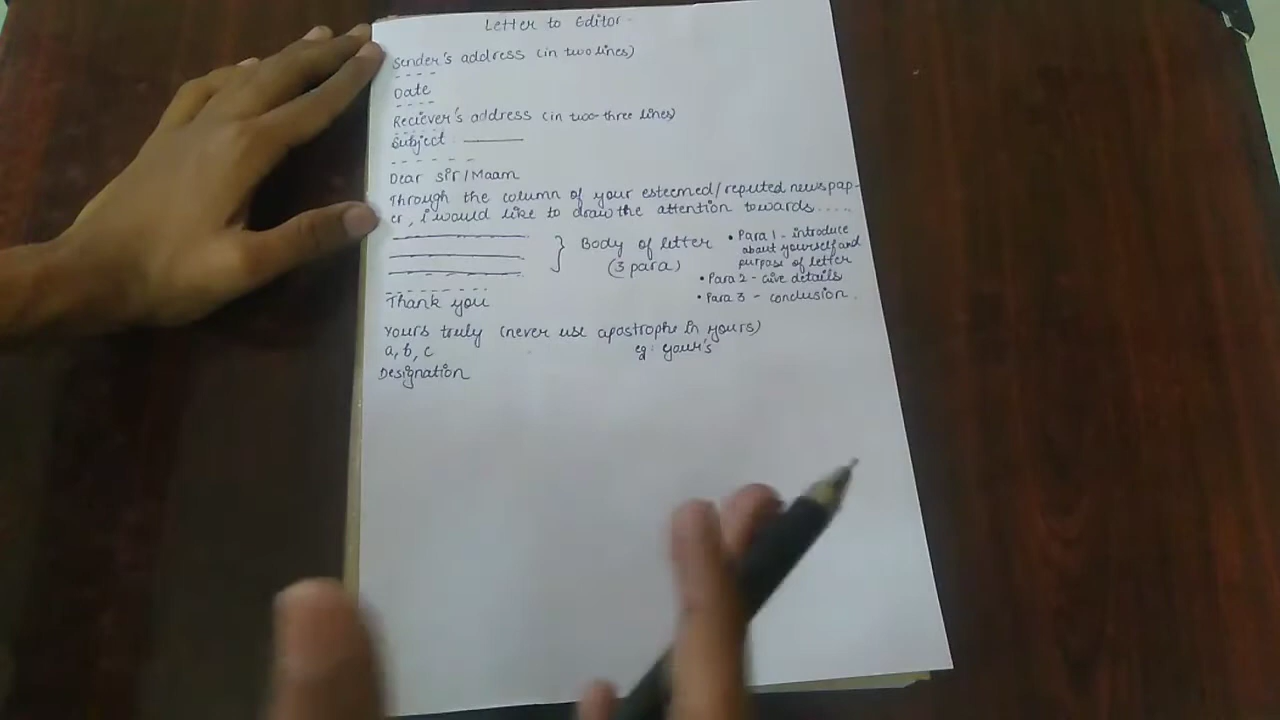 Letter to Editor -
Sender's address (in two lines)
- - - -
Date
- - - -
Reciever's address (in two-three lines)
Subject : ———
- - - - - -
Dear Sir/Maam
Through the column of your esteemed/reputed newspap-
er, i would like to draw the attention towards.....
} Body of letter
(3 para)
• Para 1 - introduce
about yourself and
purpose of letter
• Para 2 - Give details
• Para 3 - conclusion.
- - - - - - - -
Thank you
Yours truly (never use apastrophe in yours)
a, b, c
eg: your's
Designation